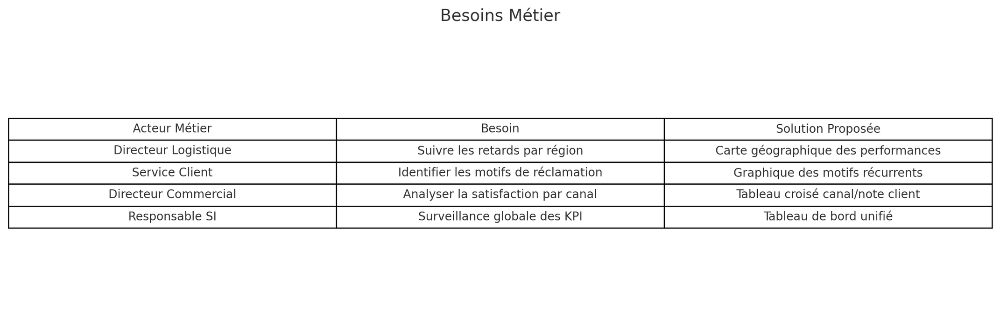 Besoins Métier
Acteur Métier Besoin Solution Proposée
Directeur Logistique Suivre les retards par région Carte géographique des performances
Service Client Identifier les motifs de réclamation Graphique des motifs récurrents
Directeur Commercial Analyser la satisfaction par canal Tableau croisé canal/note client
Responsable SI Surveillance globale des KPI Tableau de bord unifié